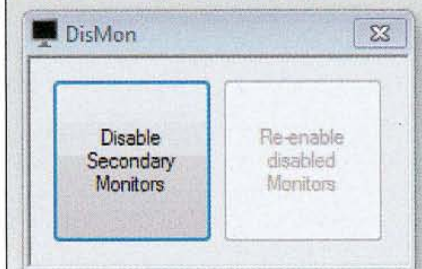 DisMon
Disable
Secondary
Monitors
Re-enable
disabled
Monitors